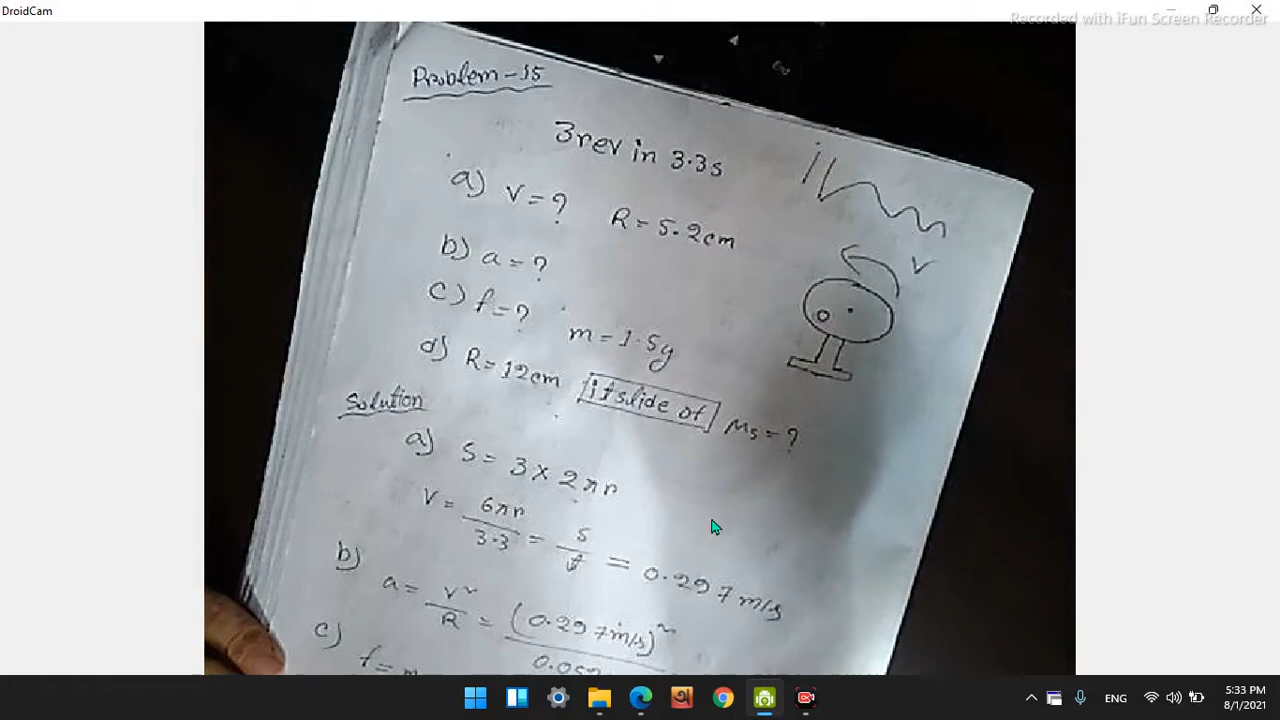 DroidCam
Recorded with iFun Screen Recorder
Problem - 15
3rev in 3.3s
a) v = ? R = 5.2cm
b) a = ?
c) f = ? m = 1.5g
d) R = 12cm it slide of μs = ?
v
Solution
a) S = 3 × 2πr
V = 6πr / 3.3 = s / t = 0.297 m/s
b) a = v² / R = (0.297 m/s)² / 0.052
c) f = m
ENG
5:33 PM
8/1/2021